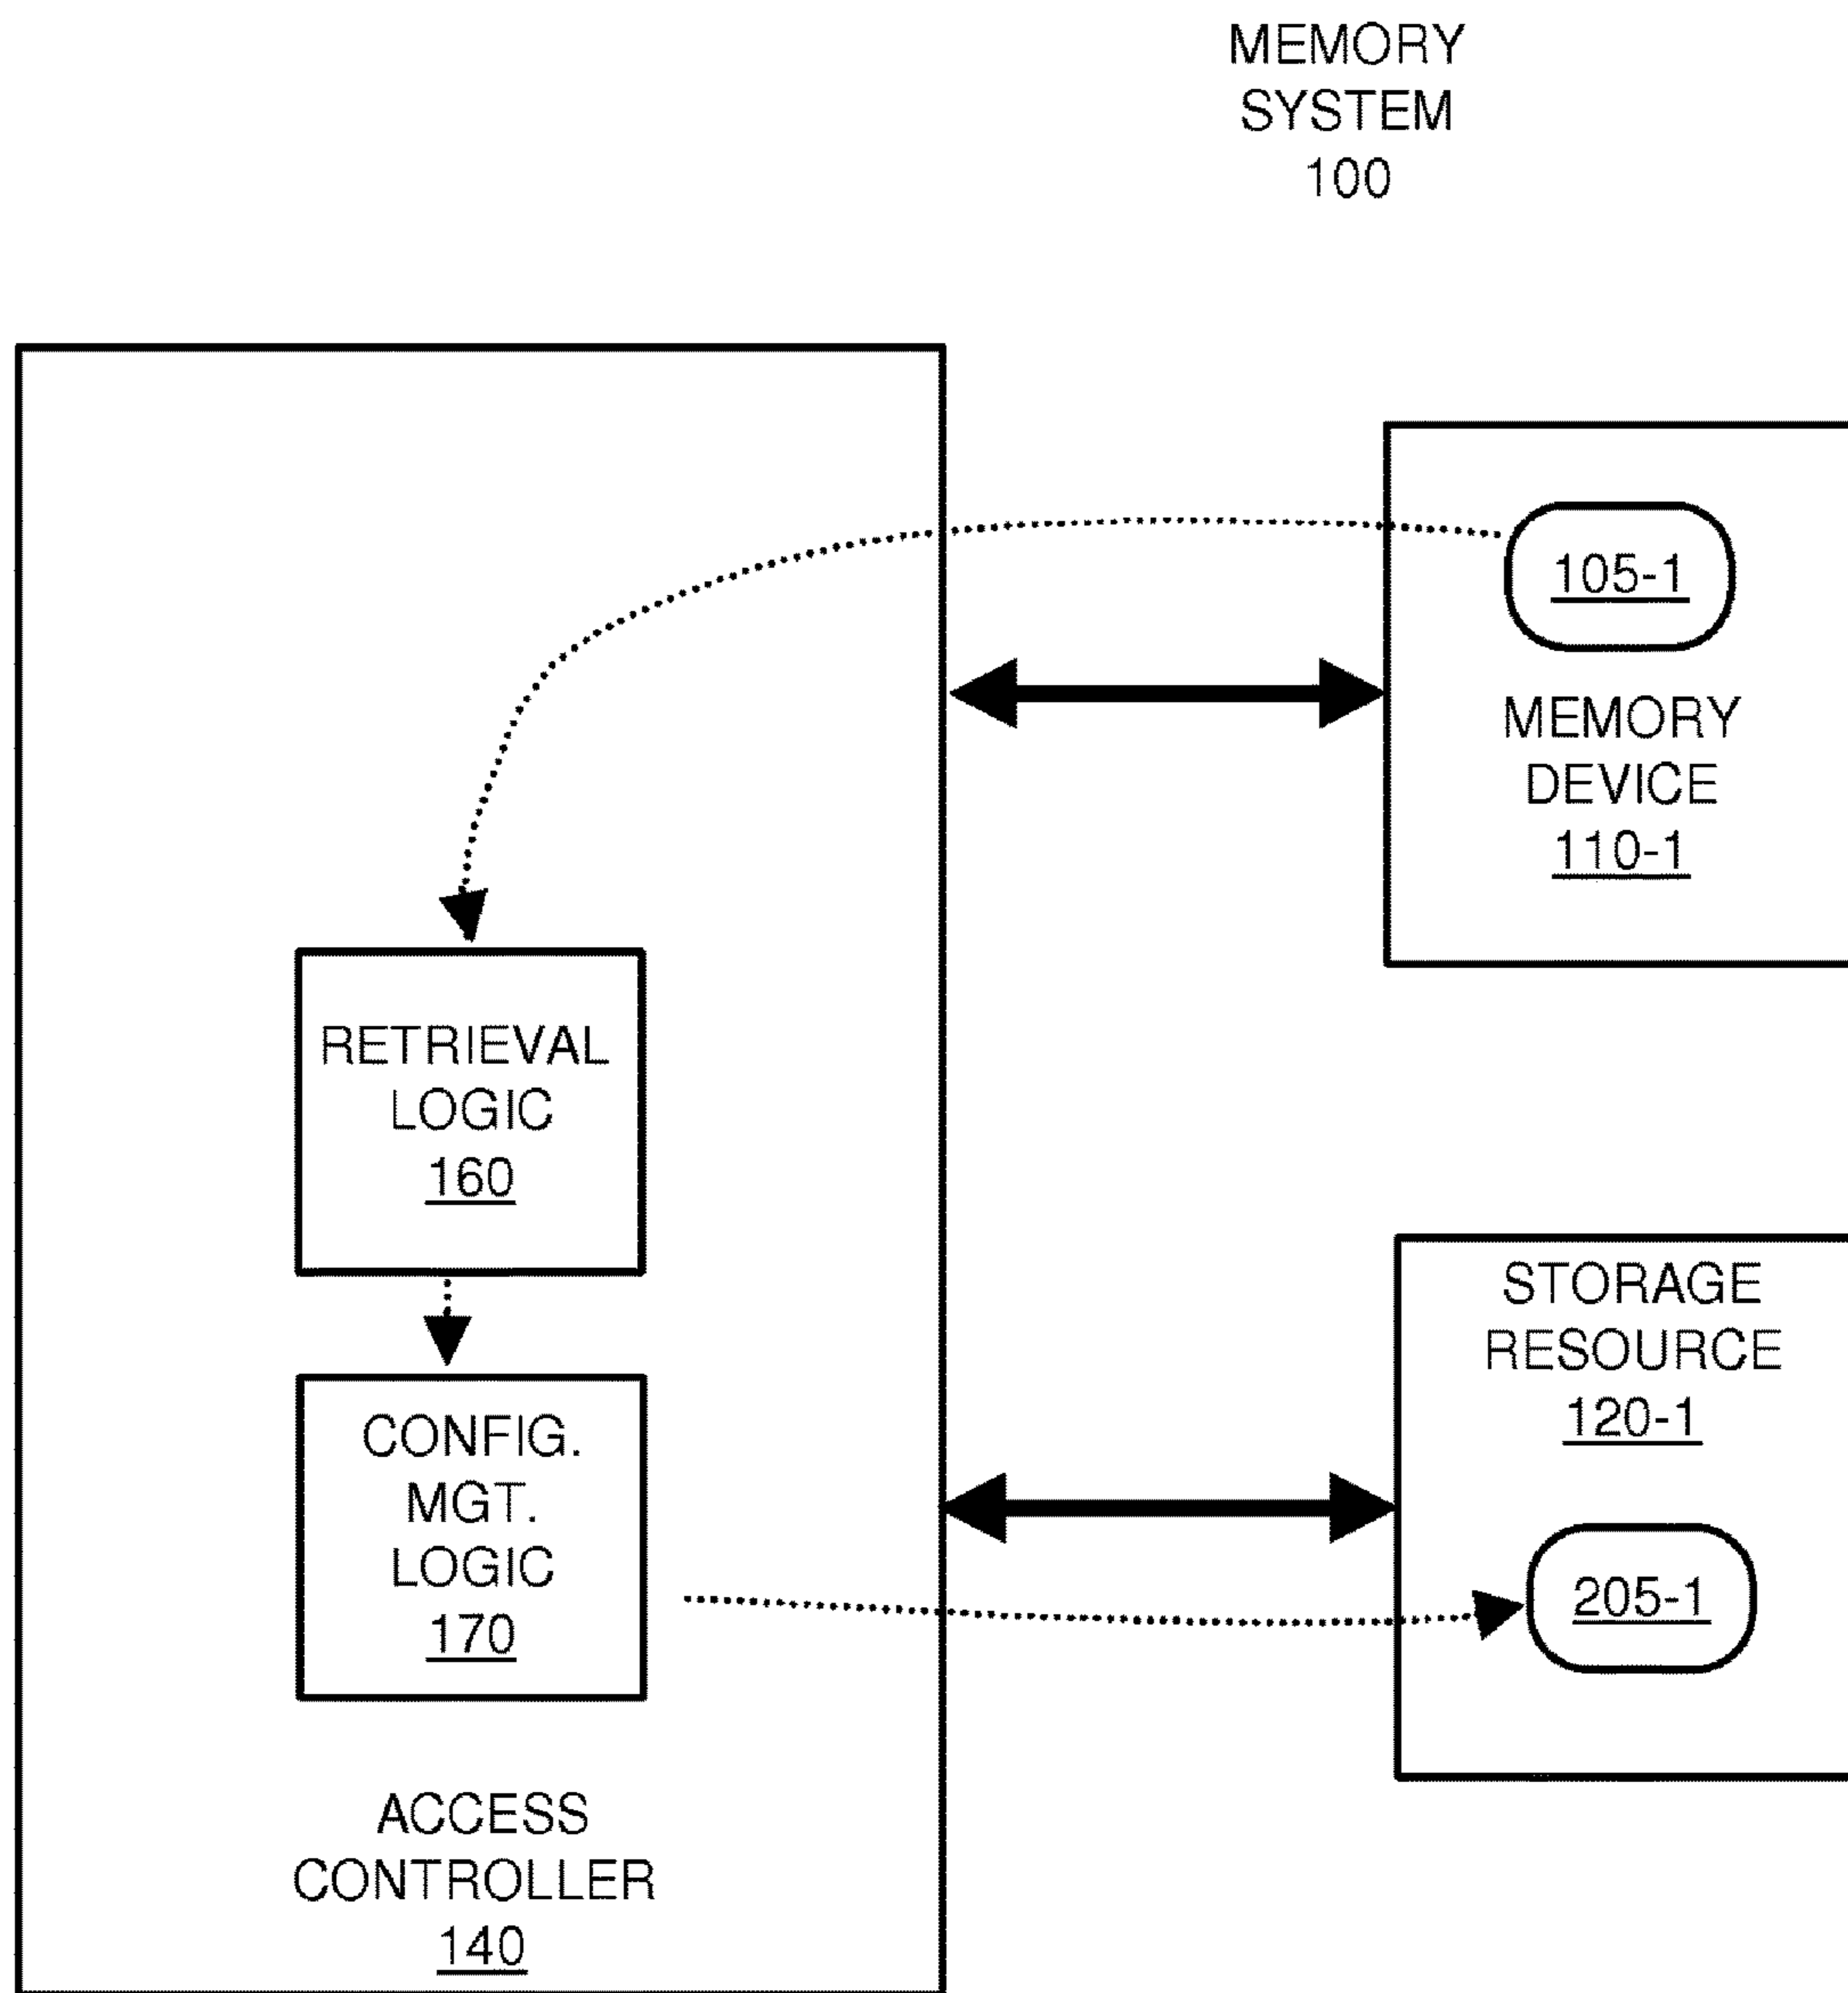 MEMORY
SYSTEM
100
105-1
MEMORY
DEVICE
110-1
RETRIEVAL
LOGIC
160
CONFIG.
MGT.
LOGIC
170
STORAGE
RESOURCE
120-1
205-1
ACCESS
CONTROLLER
140